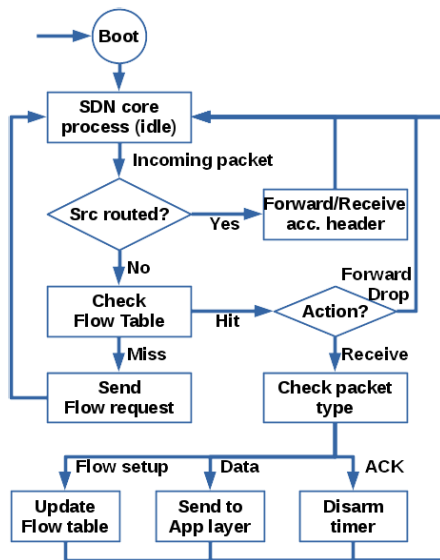 Boot
SDN core
process (idle)
Incoming packet
Src routed?
Yes
Forward/Receive
acc. header
No
Check
Flow Table
Hit
Action?
Forward
Drop
Miss
Receive
Send
Flow request
Check packet
type
Flow setup
Data
ACK
Update
Flow table
Send to
App layer
Disarm
timer